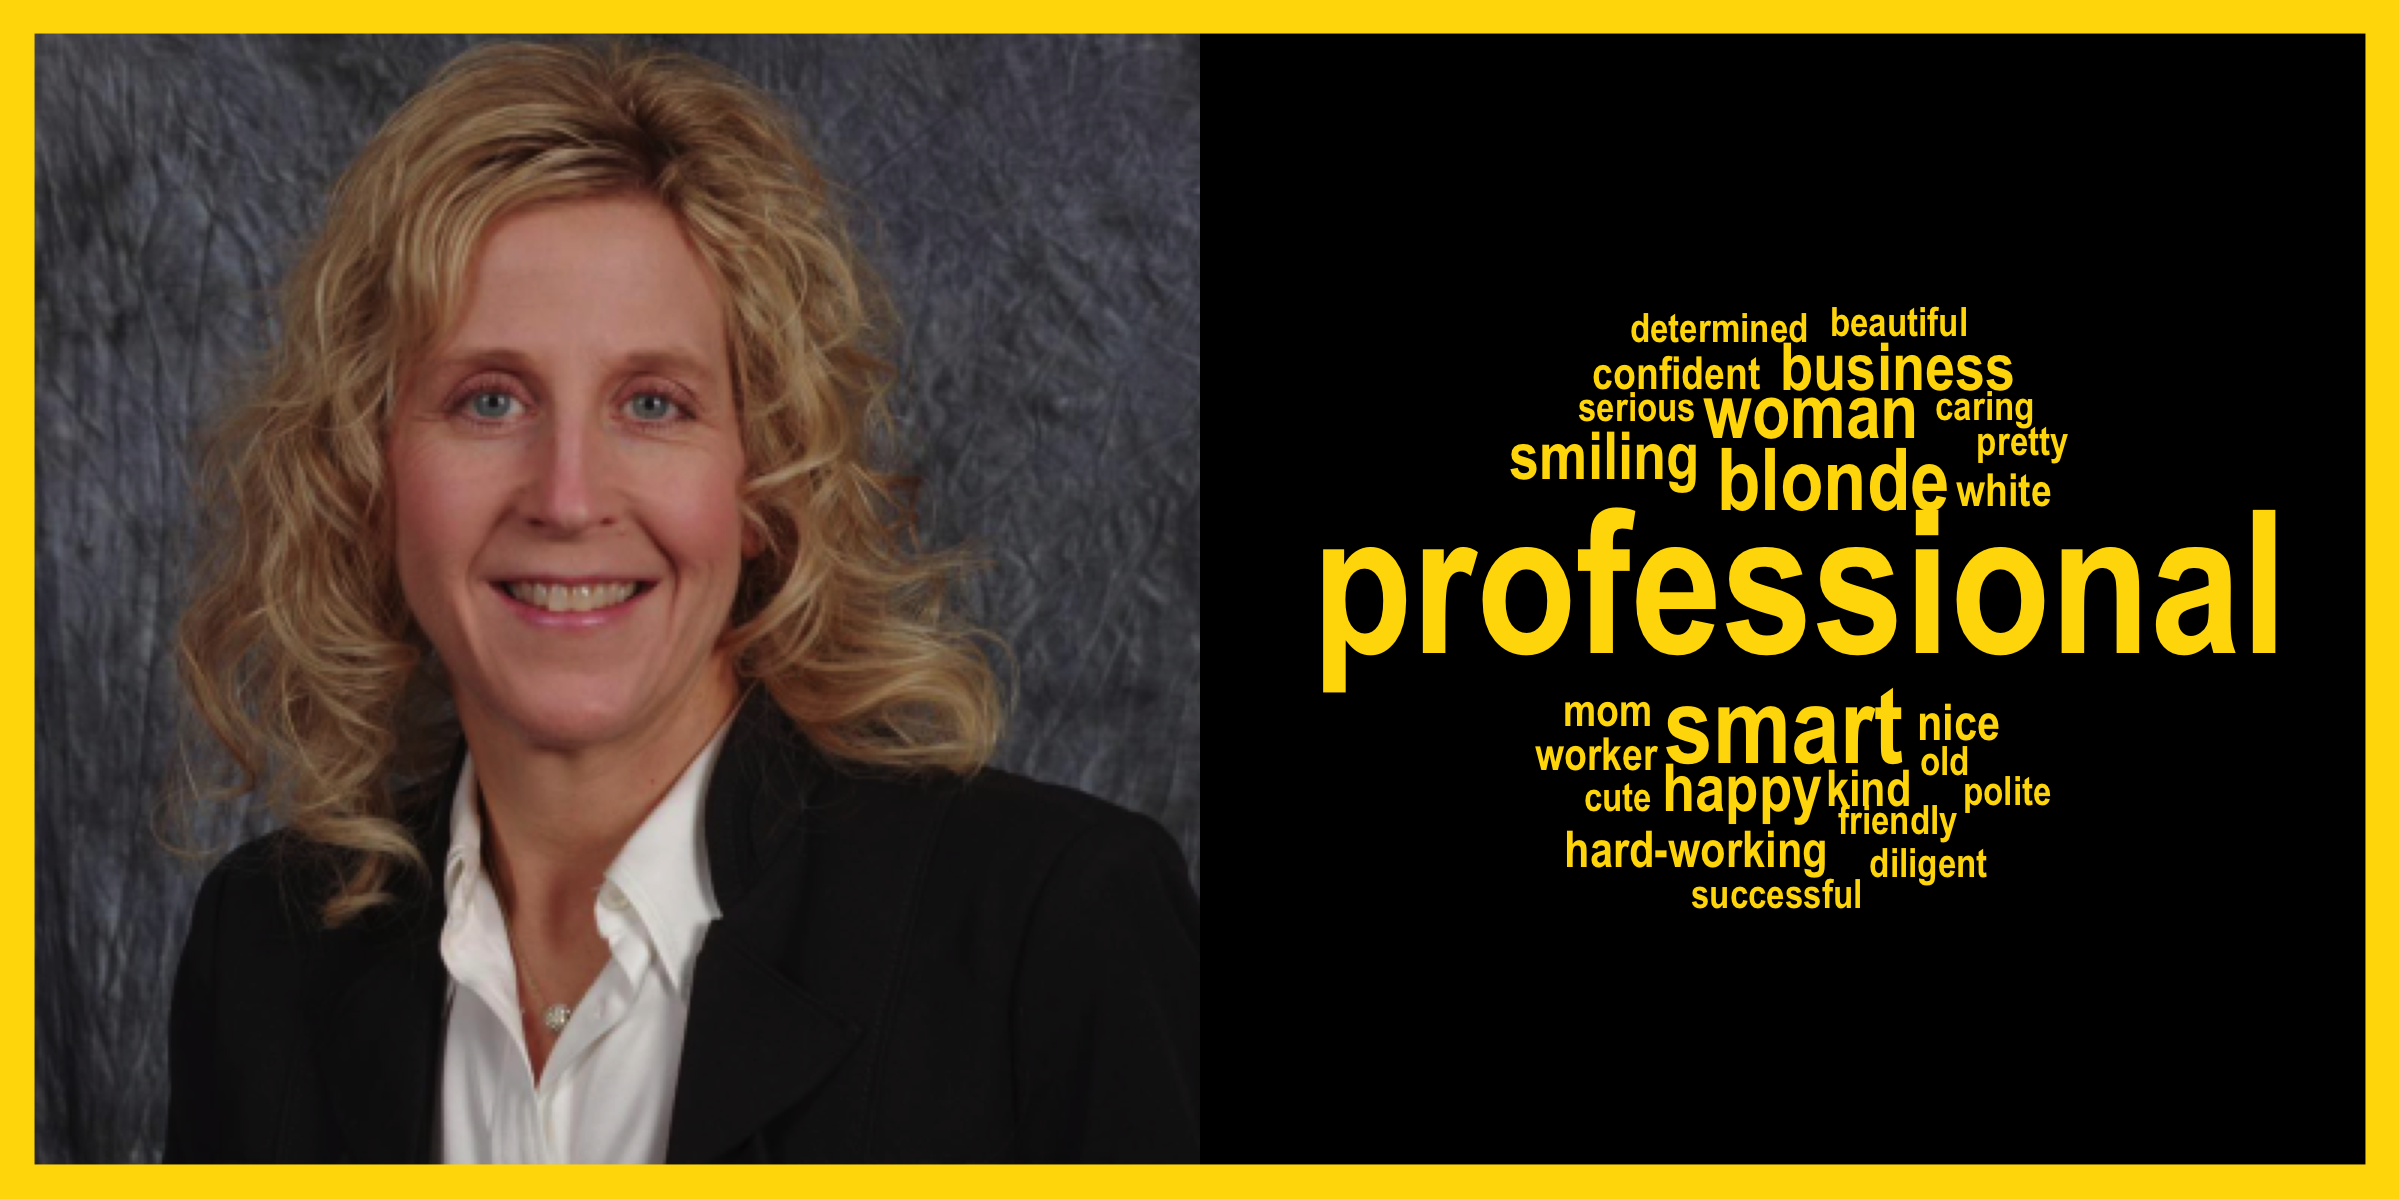 determined beautiful
confident business
serious woman caring
smiling pretty
blonde white
professional
mom smart nice
worker old
cute happy kind polite
friendly
hard-working diligent
successful